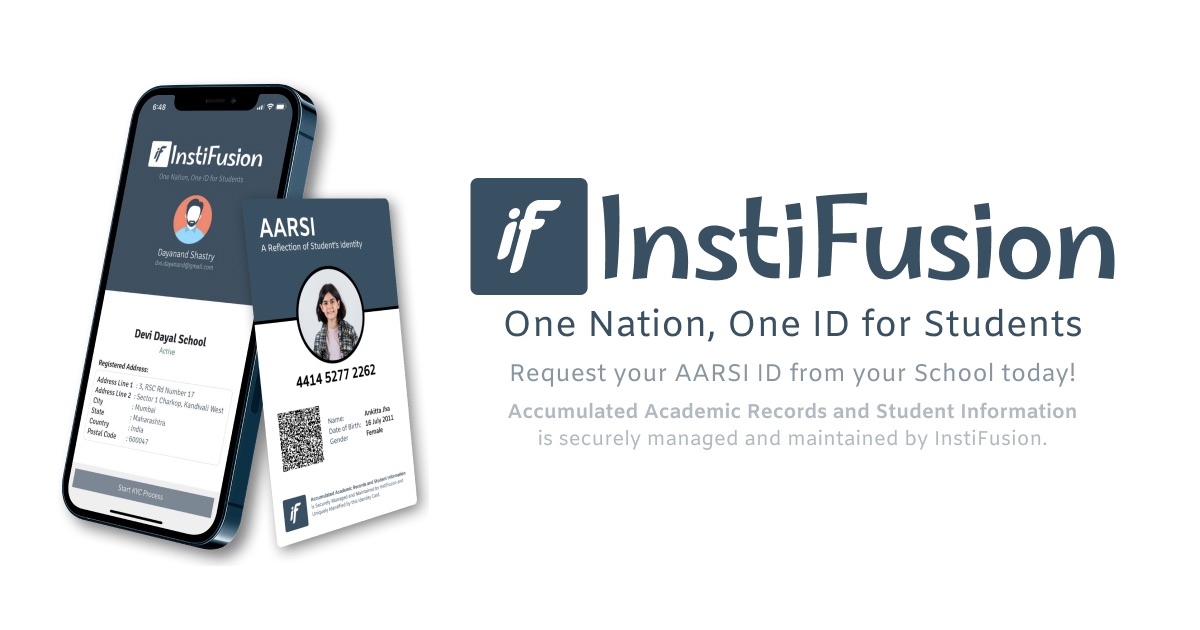 6:48
if InstiFusion
One Nation, One ID for Students
Dayanand Shastry
dvs.dayanand@gmail.com
Devi Dayal School
Active
Registered Address:
Address Line 1 : 3, RSC Rd Number 17
Address Line 2 : Sector 1 Charkop, Kandivali West
City : Mumbai
State : Maharashtra
Country : India
Postal Code : 600047
Start KYC Process
AARSI
A Reflection of Student's Identity
4414 5277 2262
Name: Ankitta Jha
Date of Birth: 16 July 2011
Gender Female
if
Accumulated Academic Records and Student Information
is Securely Managed and Maintained by InstiFusion and
Uniquely Identified by this Identity Card.
if InstiFusion
One Nation, One ID for Students
Request your AARSI ID from your School today!
Accumulated Academic Records and Student Information
is securely managed and maintained by InstiFusion.